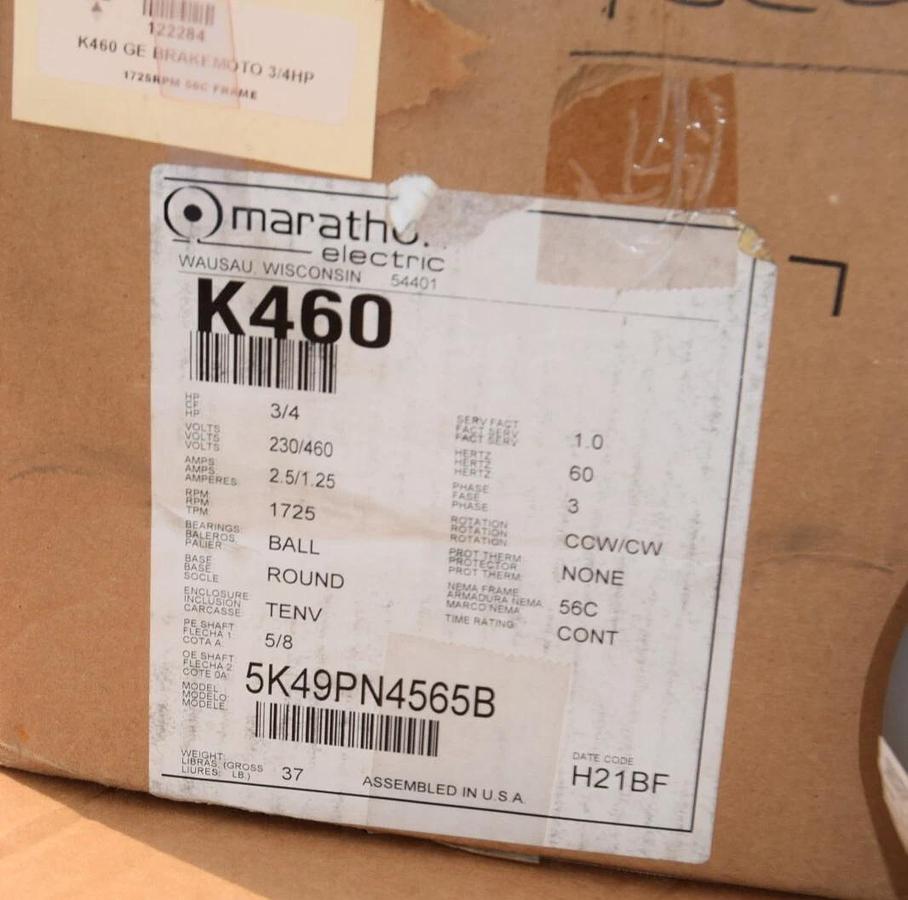 122284
K460 GE BRAKEMOTO 3/4HP
1725RPM 56C FRAME
maratho
electric
WAUSAU, WISCONSIN 54401
K460
HP
CF
HP
3/4
VOLTS
VOLTS
VOLTS
230/460
AMPS
AMPS
AMPERES
2.5/1.25
RPM
RPM
TPM
1725
BEARINGS
BALEROS
PALIER
BALL
BASE
BASE
SOCLE
ROUND
ENCLOSURE
INCLUSION
CARCASSE
TENV
PE SHAFT
FLECHA 1
COTA A
5/8
OE SHAFT
FLECHA 2
COTE 0A
MODEL
MODELO
MODELE
5K49PN4565B
WEIGHT:
LIBRAS: (GROSS
LIURES: LB.)
37
SERV FACT
FACT SERV
FACT SERV
1.0
HERTZ
HERTZ
HERTZ
60
PHASE
FASE
PHASE
3
ROTATION
ROTATION
ROTATION
CCW/CW
PROT THERM
PROTECTOR
PROT THERM
NONE
NEMA FRAME
ARMADURA NEMA
MARCO NEMA
56C
TIME RATING
CONT
ASSEMBLED IN U.S.A.
DATE CODE
H21BF